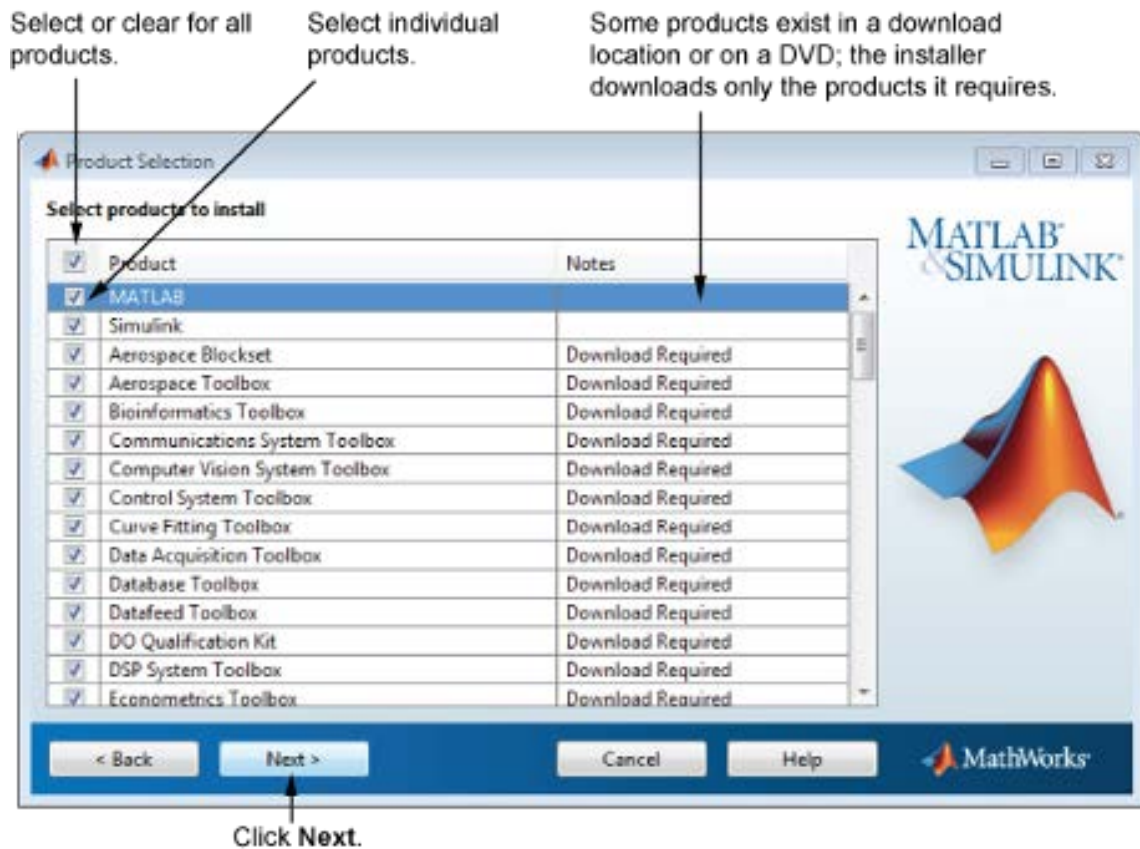 Select or clear for all
products.
Select individual
products.
Some products exist in a download
location or on a DVD; the installer
downloads only the products it requires.
Product Selection
Select products to install
Product Notes
MATLAB
Simulink
Aerospace Blockset Download Required
Aerospace Toolbox Download Required
Bioinformatics Toolbox Download Required
Communications System Toolbox Download Required
Computer Vision System Toolbox Download Required
Control System Toolbox Download Required
Curve Fitting Toolbox Download Required
Data Acquisition Toolbox Download Required
Database Toolbox Download Required
Datafeed Toolbox Download Required
DO Qualification Kit Download Required
DSP System Toolbox Download Required
Econometrics Toolbox Download Required
MATLAB®
&SIMULINK®
< Back Next > Cancel Help MathWorks®
Click Next.